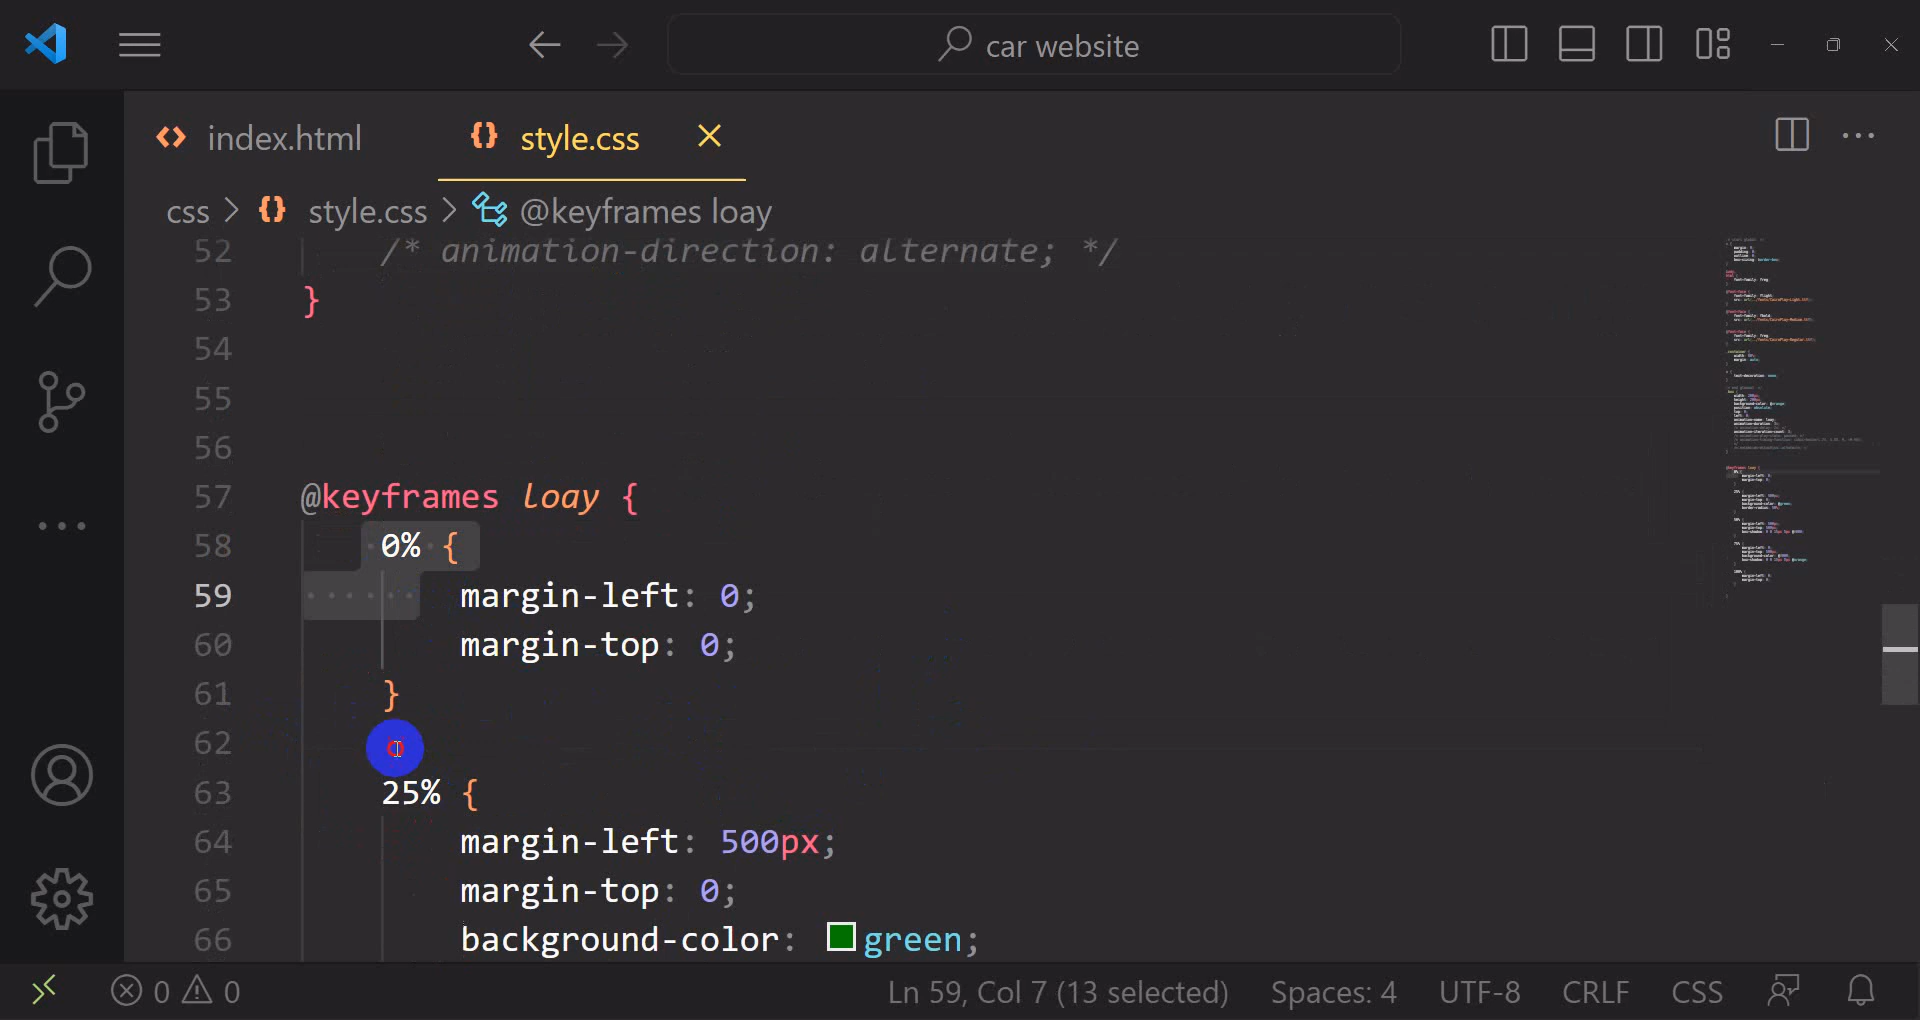 car website
index.html
style.css
css > style.css > @keyframes loay
52 /* animation-direction: alternate; */
53 }
54
55
56
57 @keyframes loay {
58 0% {
59 margin-left: 0;
60 margin-top: 0;
61 }
62
63 25% {
64 margin-left: 500px;
65 margin-top: 0;
66 background-color: green;
0 0
Ln 59, Col 7 (13 selected)
Spaces: 4
UTF-8
CRLF
CSS